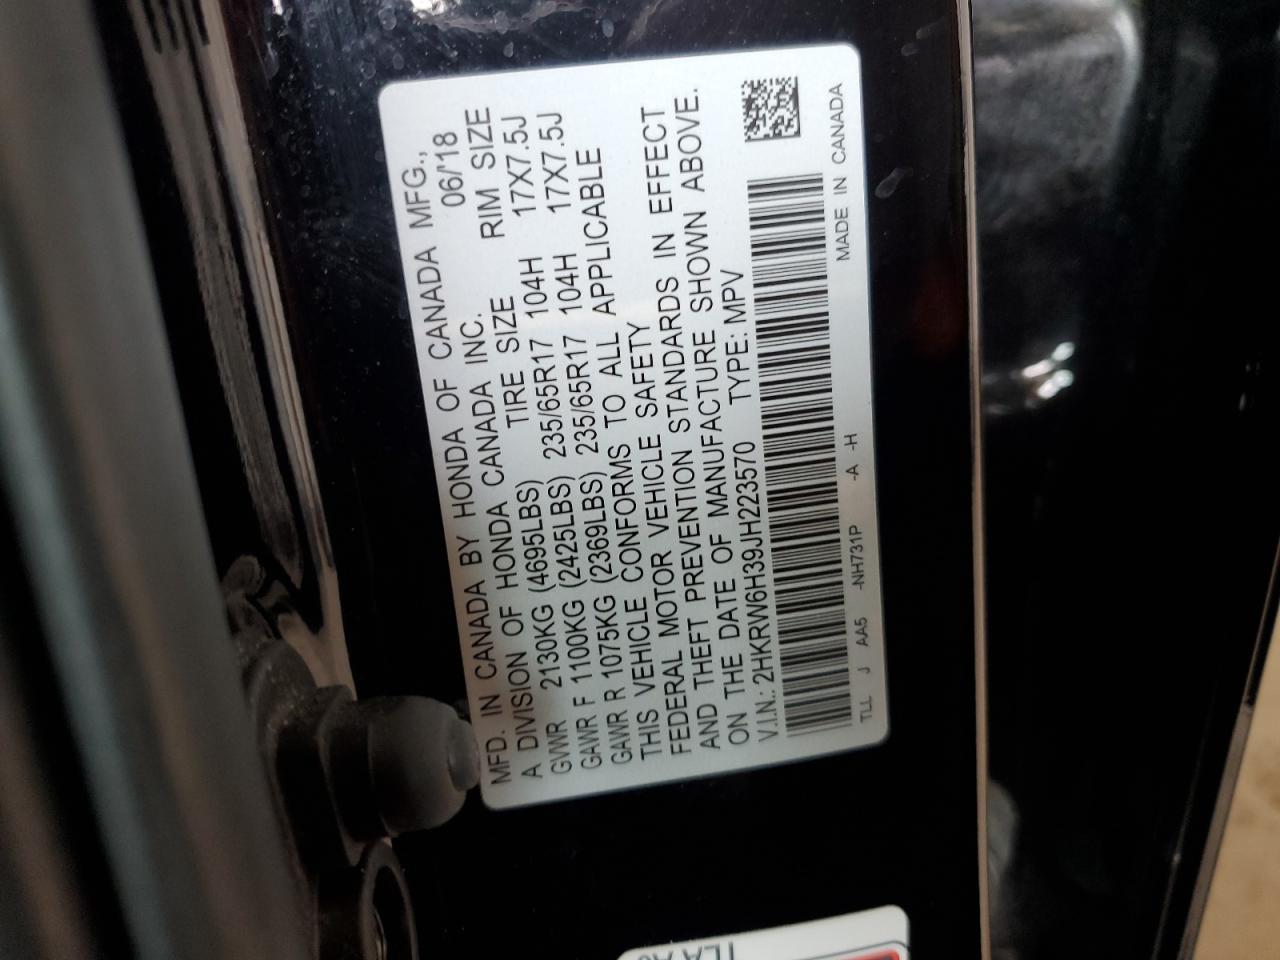 MFD. IN CANADA BY HONDA OF CANADA MFG.,
A DIVISION OF HONDA CANADA INC. 06/'18
TIRE SIZE RIM SIZE
GVWR 2130KG (4695LBS)
GAWR F 1100KG (2425LBS) 235/65R17 104H 17X7.5J
GAWR R 1075KG (2369LBS) 235/65R17 104H 17X7.5J
THIS VEHICLE CONFORMS TO ALL APPLICABLE
FEDERAL MOTOR VEHICLE SAFETY
AND THEFT PREVENTION STANDARDS IN EFFECT
ON THE DATE OF MANUFACTURE SHOWN ABOVE.
V.I.N.: 2HKRW6H39JH223570 TYPE: MPV
TLL J AA5 -NH731P -A -H MADE IN CANADA